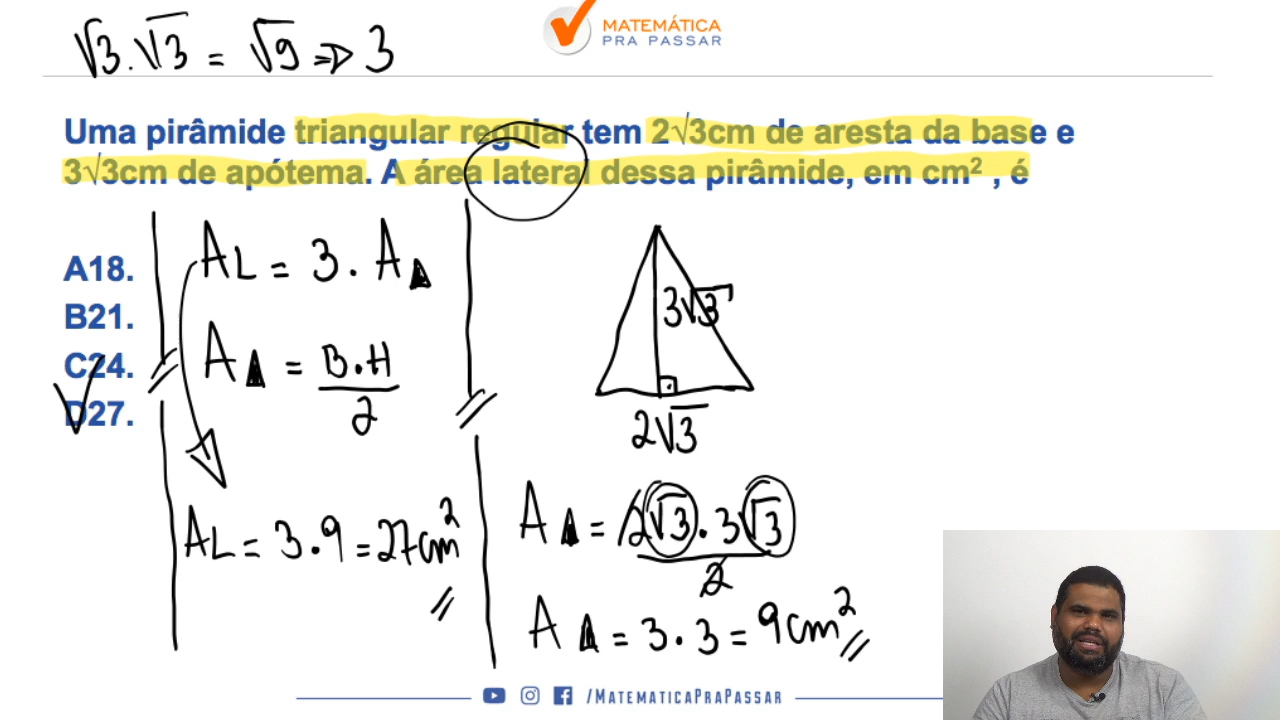 √3.√3 = √9 => 3
MATEMÁTICA
PRA PASSAR
Uma pirâmide triangular regular tem 2√3cm de aresta da base e
3√3cm de apótema. A área lateral dessa pirâmide, em cm² , é
A18.
B21.
C24.
D27.
AL = 3 . A▲
A▲ = B.H
2
AL = 3.9 = 27cm²
3√3
2√3
A▲ = 2√3 . 3√3
2
A▲ = 3 . 3 = 9cm²
/MATEMATICAPRAPASSAR